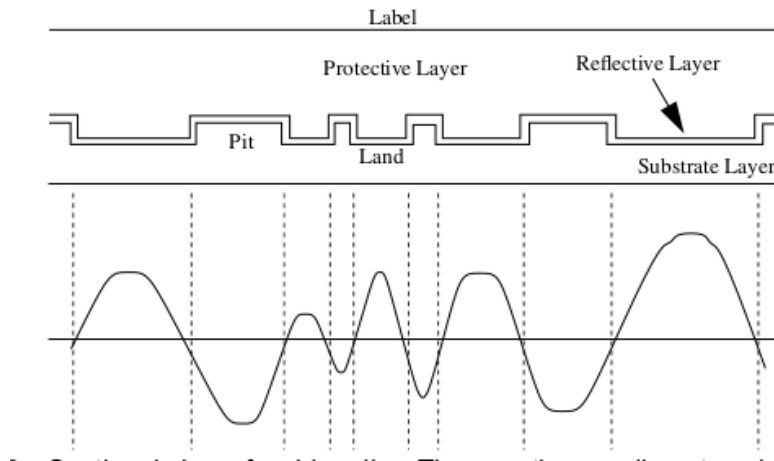 Label
Protective Layer
Reflective Layer
Pit
Land
Substrate Layer